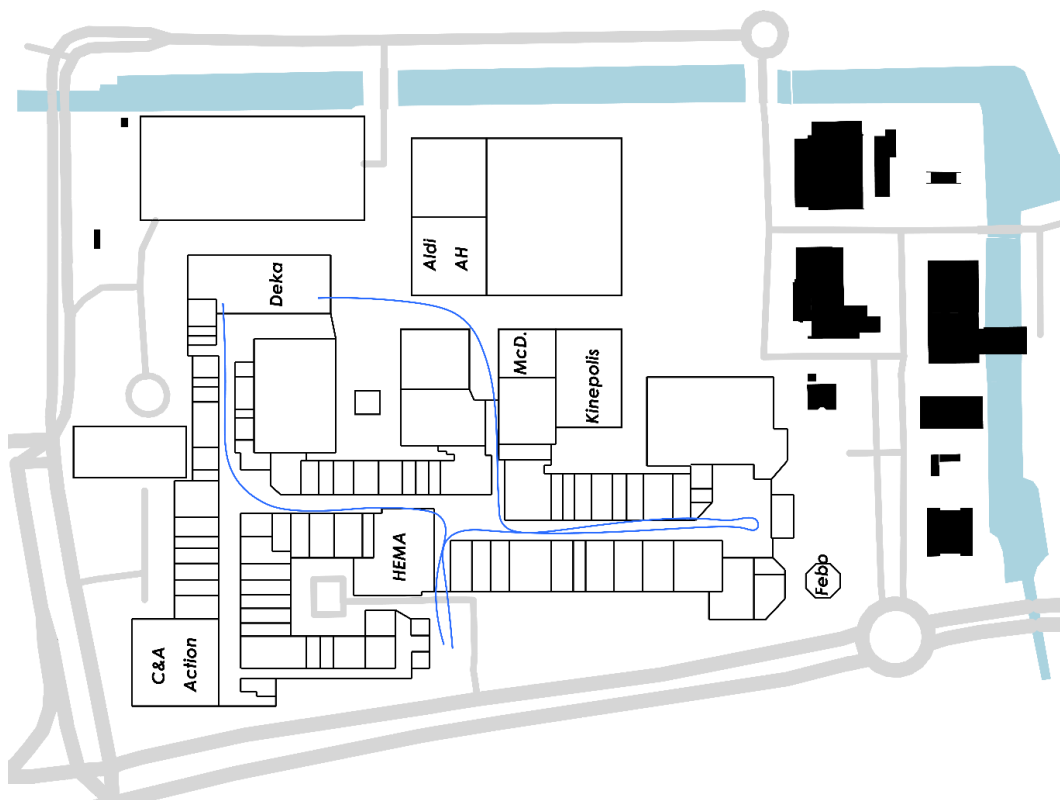 Aldi
AH
Deka
McD.
Kinepolis
HEMA
Febo
C&A
Action